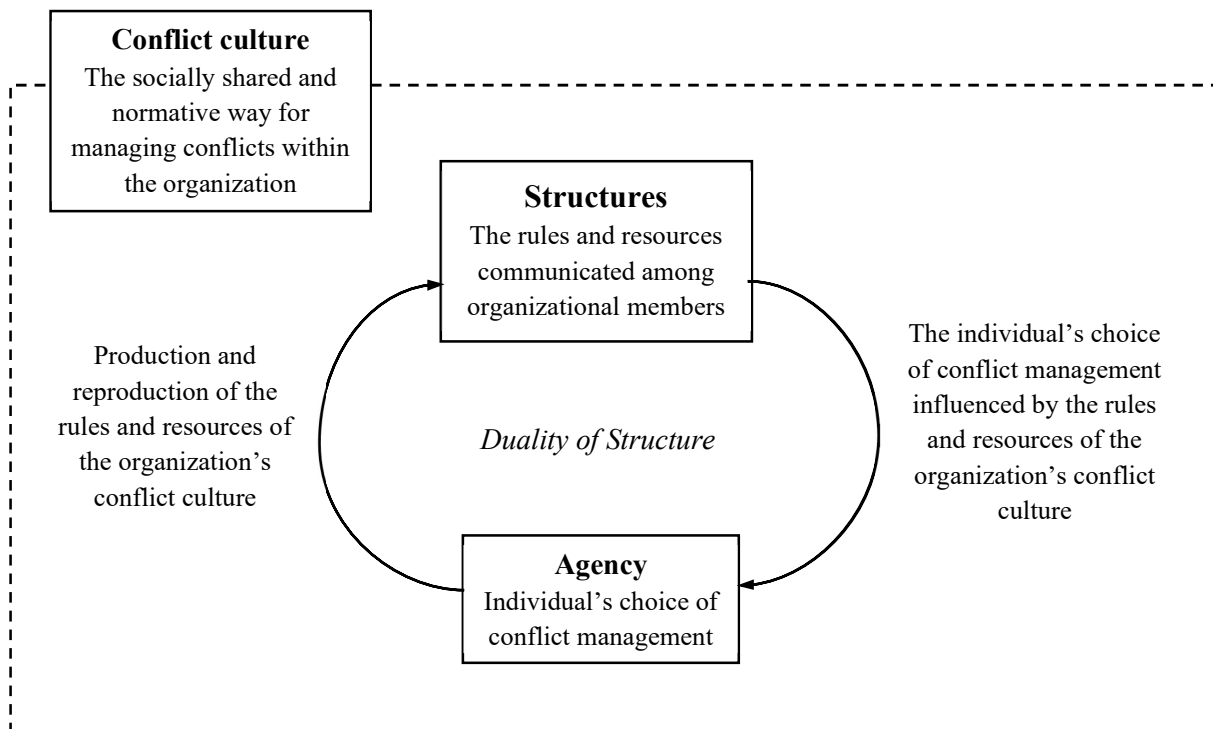 Conflict culture
The socially shared and
normative way for
managing conflicts within
the organization
Structures
The rules and resources
communicated among
organizational members
Production and
reproduction of the
rules and resources of
the organization’s
conflict culture
Duality of Structure
The individual’s choice
of conflict management
influenced by the rules
and resources of the
organization’s conflict
culture
Agency
Individual’s choice of
conflict management